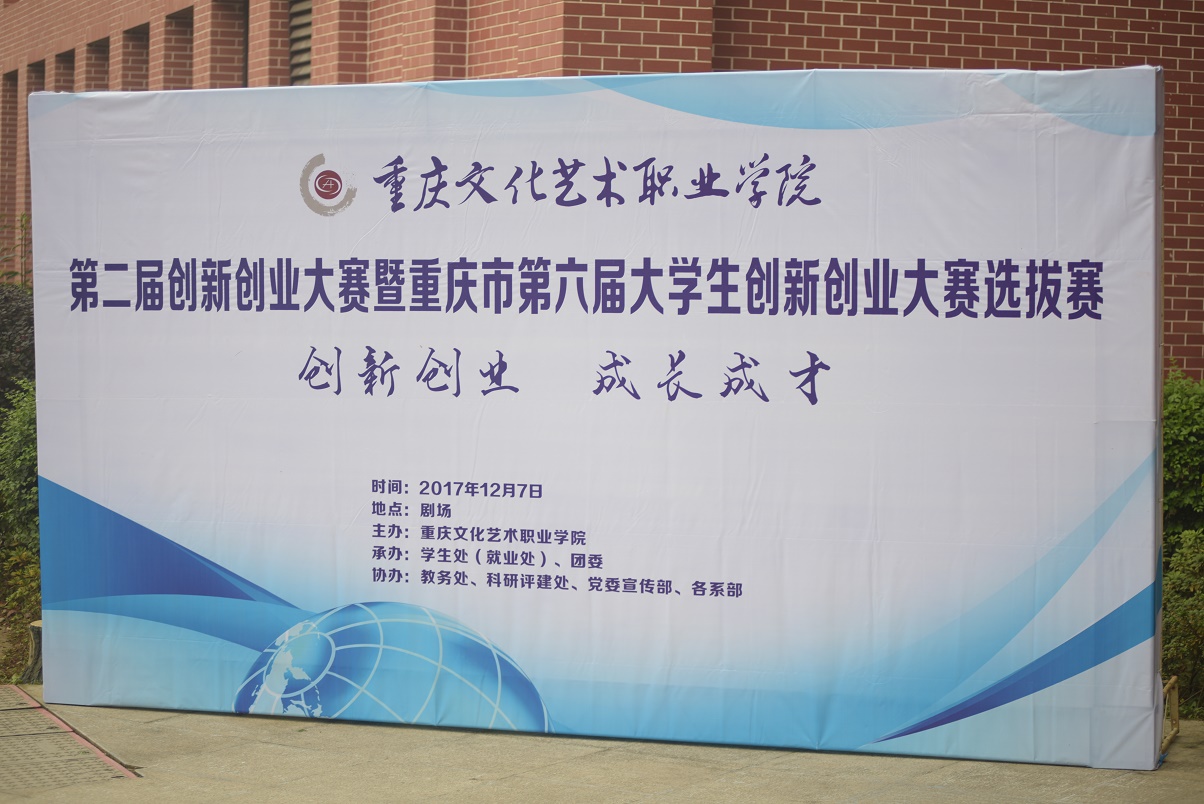 重庆文化艺术职业学院
第二届创新创业大赛暨重庆市第六届大学生创新创业大赛选拔赛
创新创业 成长成才
时间：2017年12月7日
地点：剧场
主办：重庆文化艺术职业学院
承办：学生处（就业处）、团委
协办：教务处、科研评建处、党委宣传部、各系部